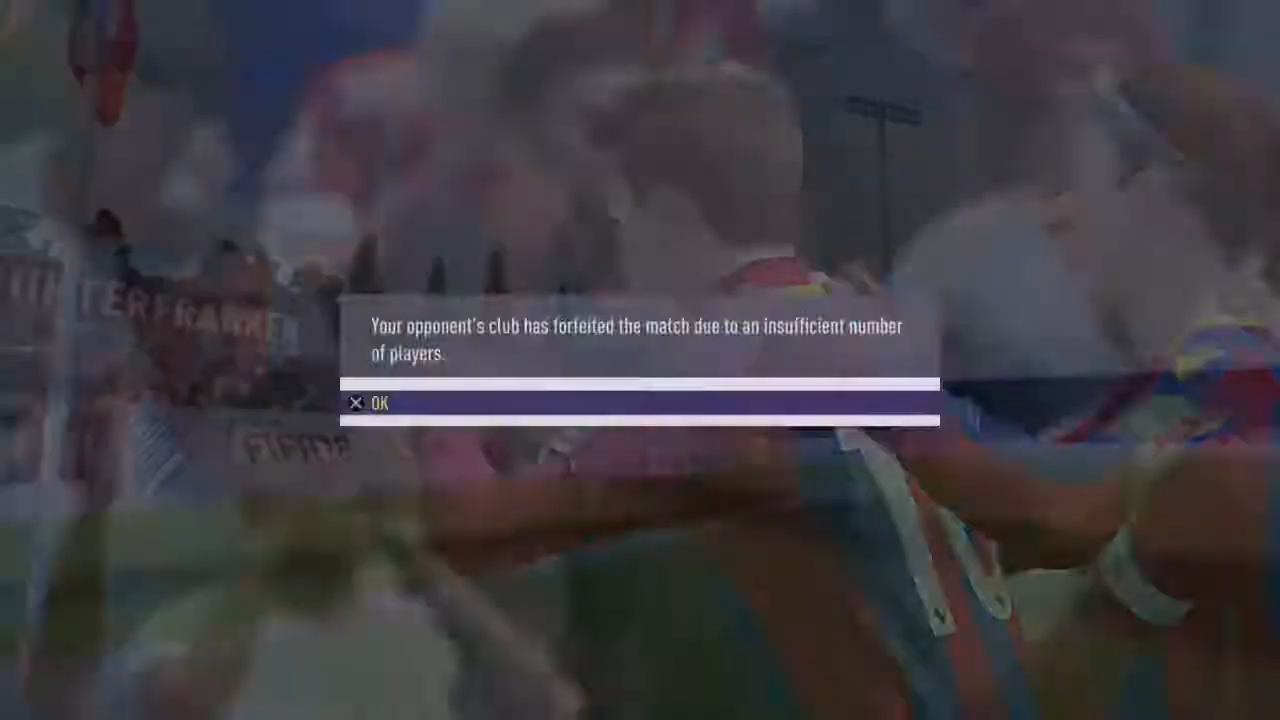 Your opponent's club has forfeited the match due to an insufficient number
of players.
OK